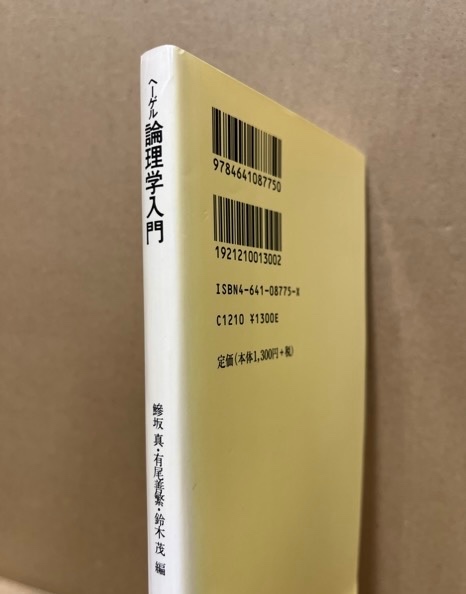 ヘーゲル論理学入門
鰺坂 真・有尾善繁・鈴木 茂 編
9784641087750
1921210013002
ISBN4-641-08775-X
C1210 ¥1300E
定価(本体1,300円+税)